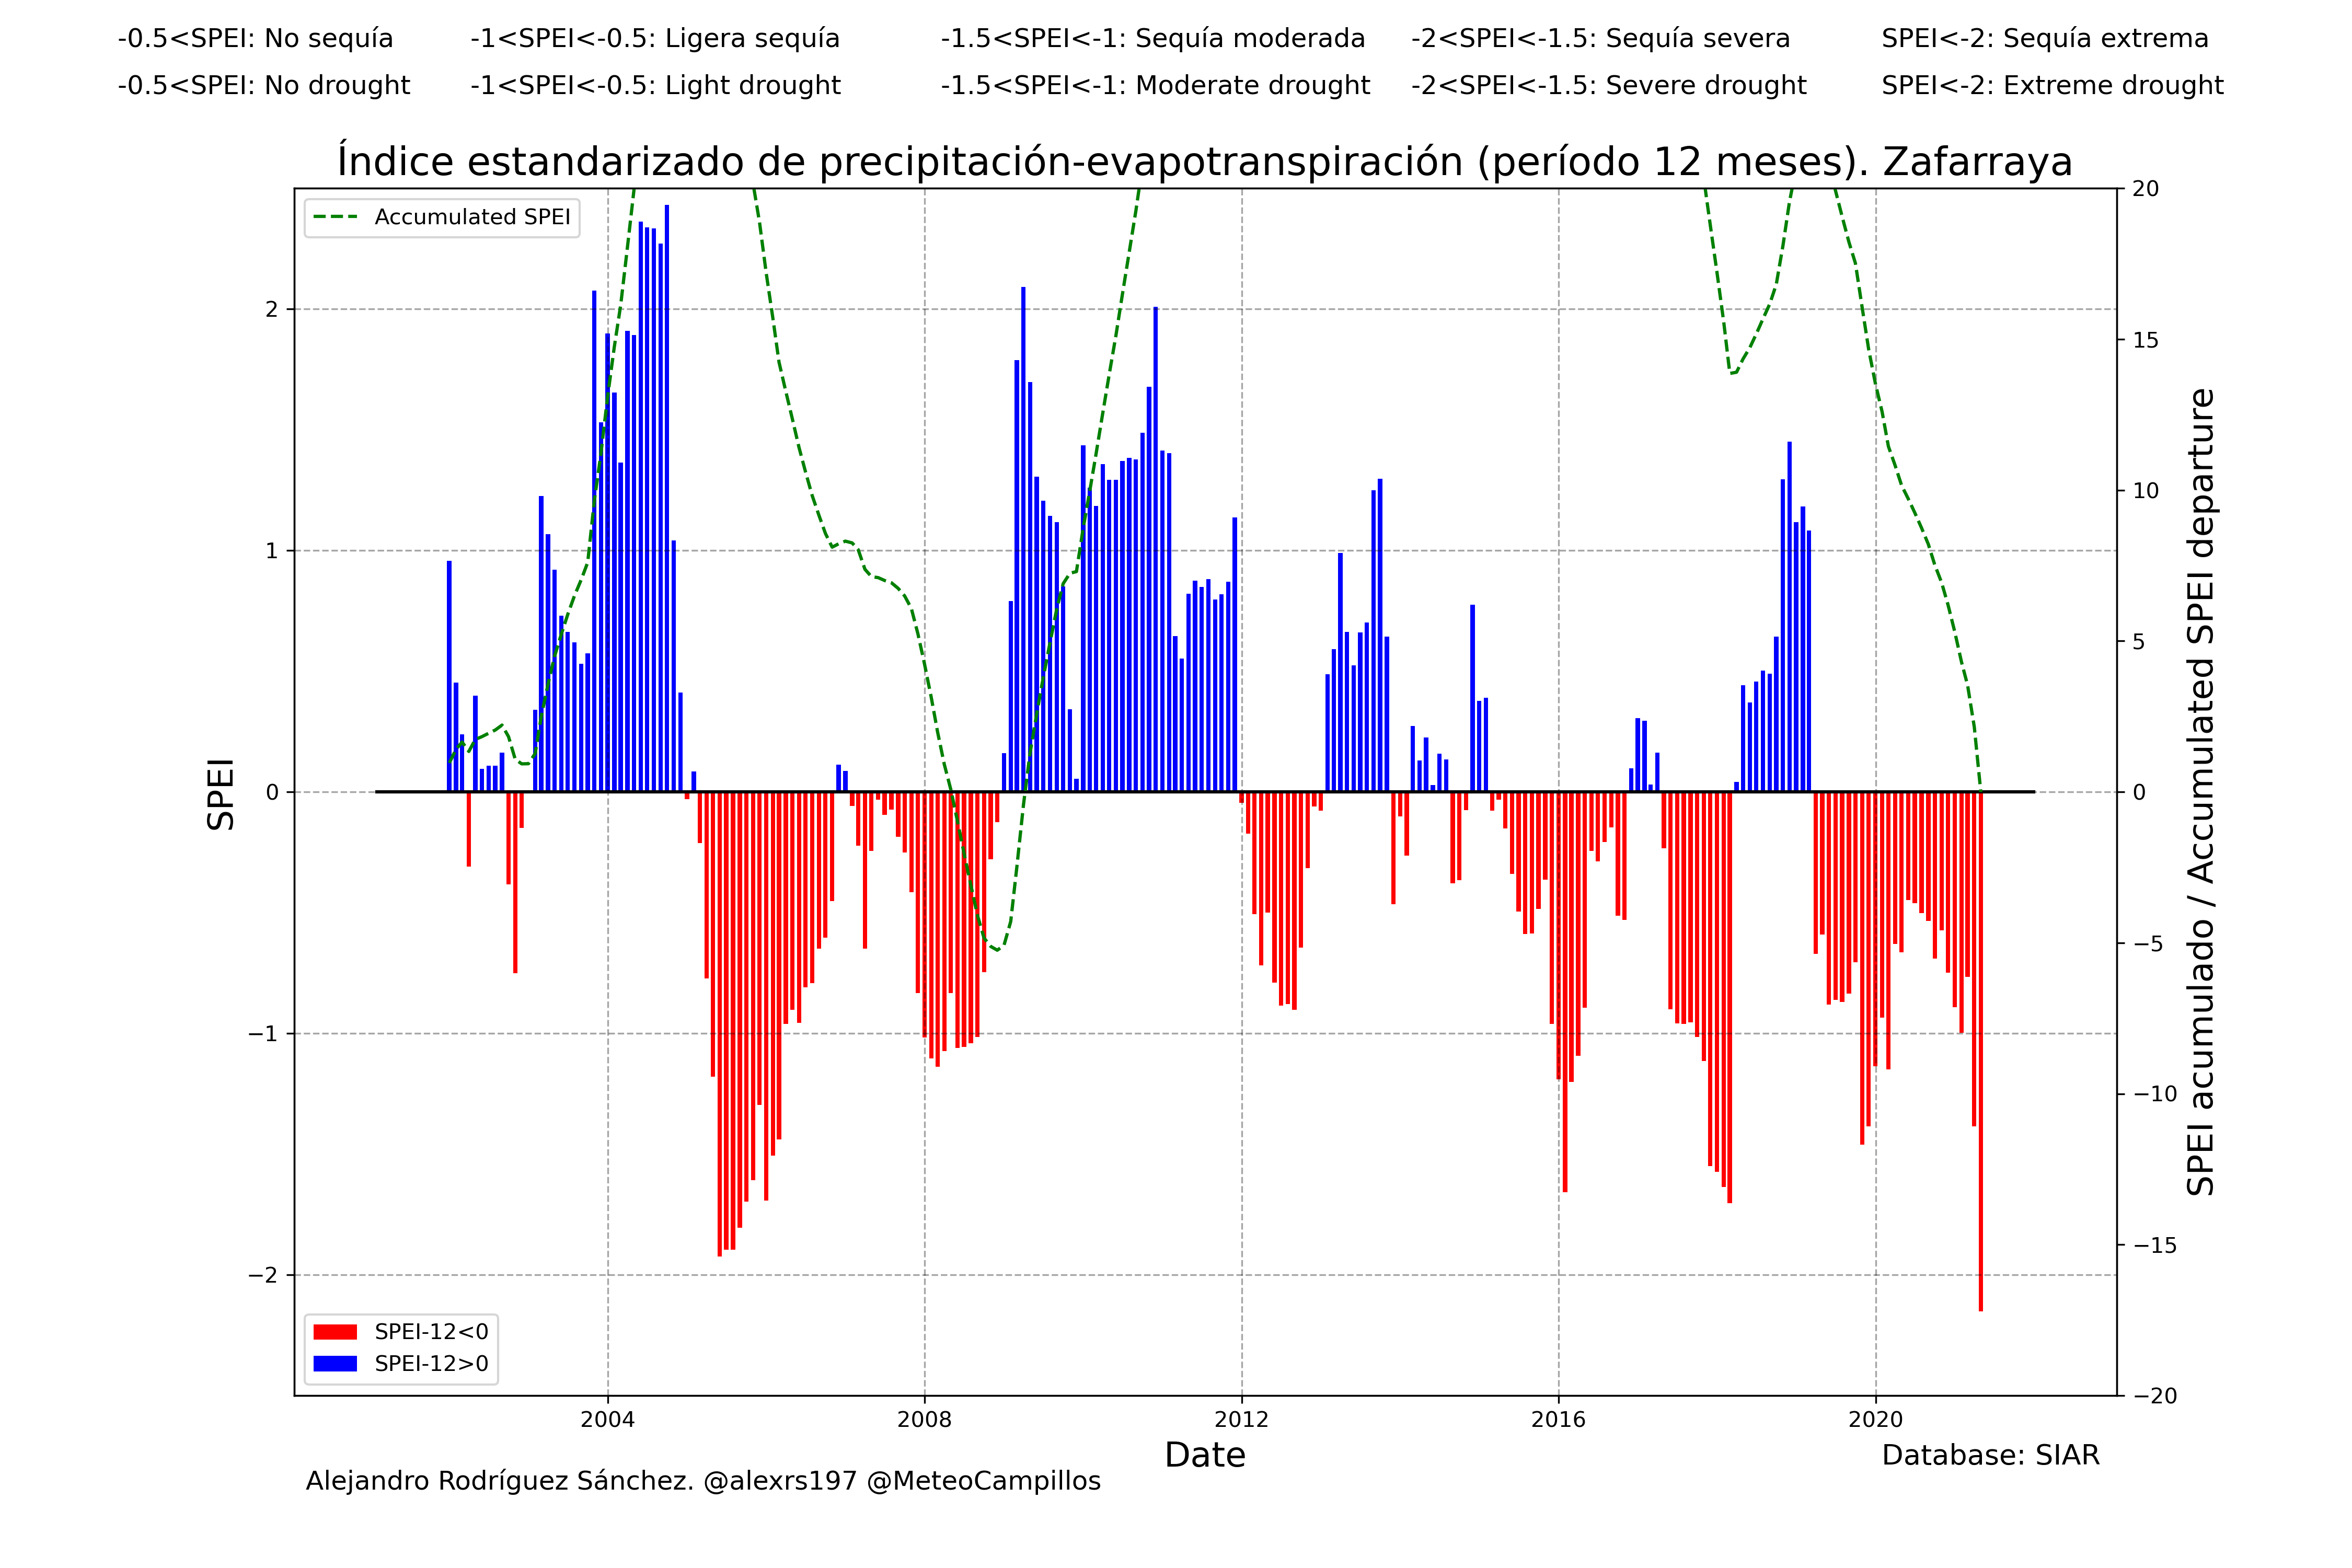 -0.5<SPEI: No sequía -1<SPEI<-0.5: Ligera sequía -1.5<SPEI<-1: Sequía moderada -2<SPEI<-1.5: Sequía severa SPEI<-2: Sequía extrema
-0.5<SPEI: No drought -1<SPEI<-0.5: Light drought -1.5<SPEI<-1: Moderate drought -2<SPEI<-1.5: Severe drought SPEI<-2: Extreme drought
Índice estandarizado de precipitación-evapotranspiración (período 12 meses). Zafarraya
Accumulated SPEI
SPEI
2
1
0
−1
−2
20
15
10
5
0
−5
−10
−15
−20
SPEI acumulado / Accumulated SPEI departure
SPEI-12<0
SPEI-12>0
2004 2008 2012 2016 2020
Date
Database: SIAR
Alejandro Rodríguez Sánchez. @alexrs197 @MeteoCampillos